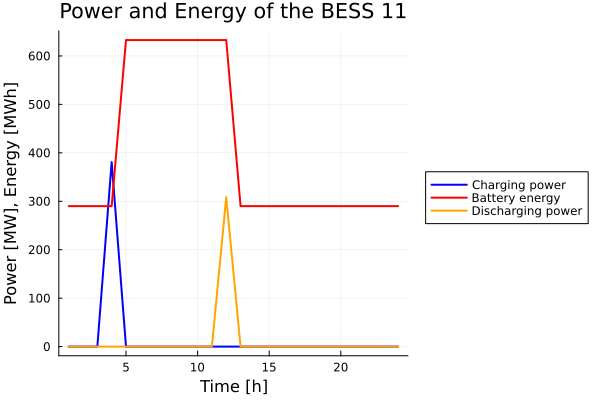 Power and Energy of the BESS 11
Power [MW], Energy [MWh]
600
500
400
300
200
100
0
5
10
15
20
Time [h]
Charging power
Battery energy
Discharging power